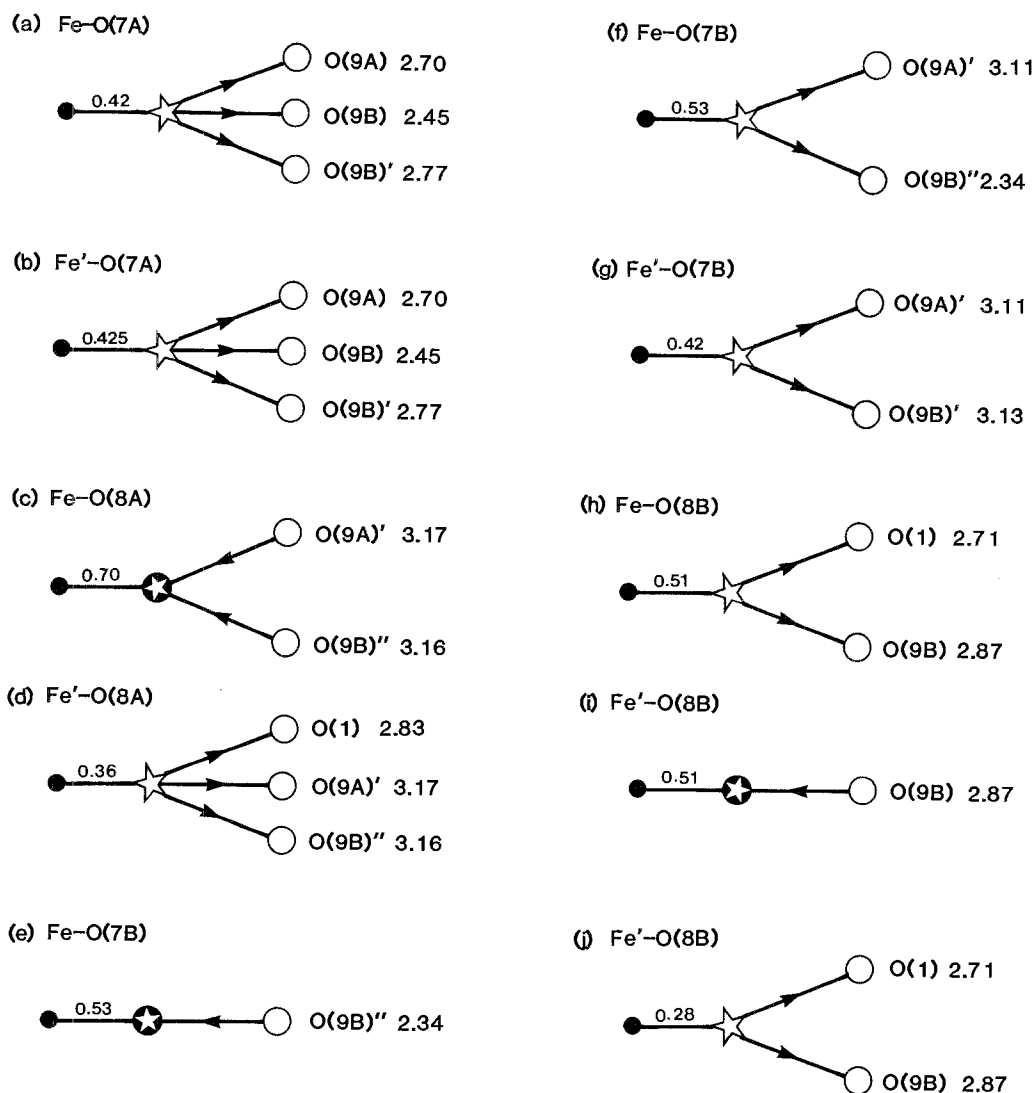 (a) Fe-O(7A)
0.42
O(9A) 2.70
O(9B) 2.45
O(9B)' 2.77
(b) Fe'-O(7A)
0.425
O(9A) 2.70
O(9B) 2.45
O(9B)' 2.77
(c) Fe-O(8A)
0.70
O(9A)' 3.17
O(9B)" 3.16
(d) Fe'-O(8A)
0.36
O(1) 2.83
O(9A)' 3.17
O(9B)" 3.16
(e) Fe-O(7B)
0.53
O(9B)" 2.34
(f) Fe-O(7B)
0.53
O(9A)' 3.11
O(9B)" 2.34
(g) Fe'-O(7B)
0.42
O(9A)' 3.11
O(9B)' 3.13
(h) Fe-O(8B)
0.51
O(1) 2.71
O(9B) 2.87
(i) Fe'-O(8B)
0.51
O(9B) 2.87
(j) Fe'-O(8B)
0.28
O(1) 2.71
O(9B) 2.87